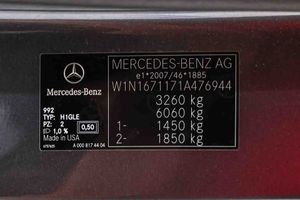 MERCEDES-BENZ AG
e1*2007/46*1885
W1N1671171A476944
Mercedes-Benz
3260 kg
6060 kg
1- 1450 kg
2- 1850 kg
992
TYP: H1GLE
PZ: 2
1,0 % 0,50
Made in USA
A 000 817 44 04